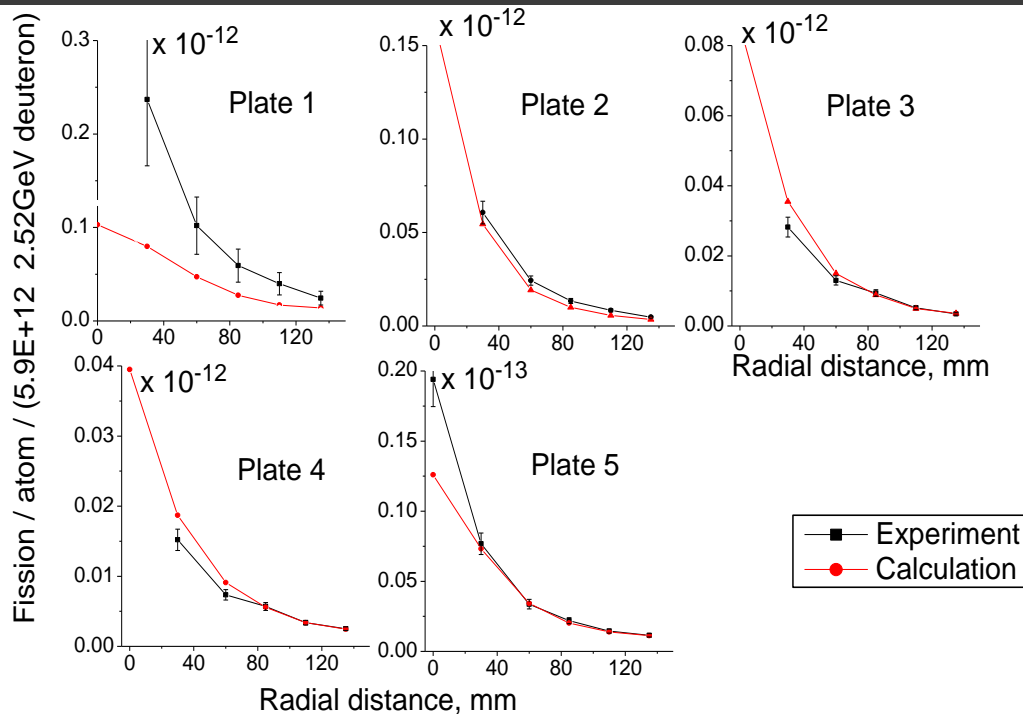 Fission / atom / (5.9E+12 2.52GeV deuteron)
x 10-12
Plate 1
0.3
0.2
0.1
0.0
0 40 80 120
x 10-12
Plate 2
0.15
0.10
0.05
0.00
0 40 80 120
x 10-12
Plate 3
0.08
0.06
0.04
0.02
0.00
0 40 80 120
Radial distance, mm
x 10-12
Plate 4
0.04
0.03
0.02
0.01
0.00
0 40 80 120
x 10-13
Plate 5
0.20
0.15
0.10
0.05
0.00
0 40 80 120
Radial distance, mm
Experiment
Calculation